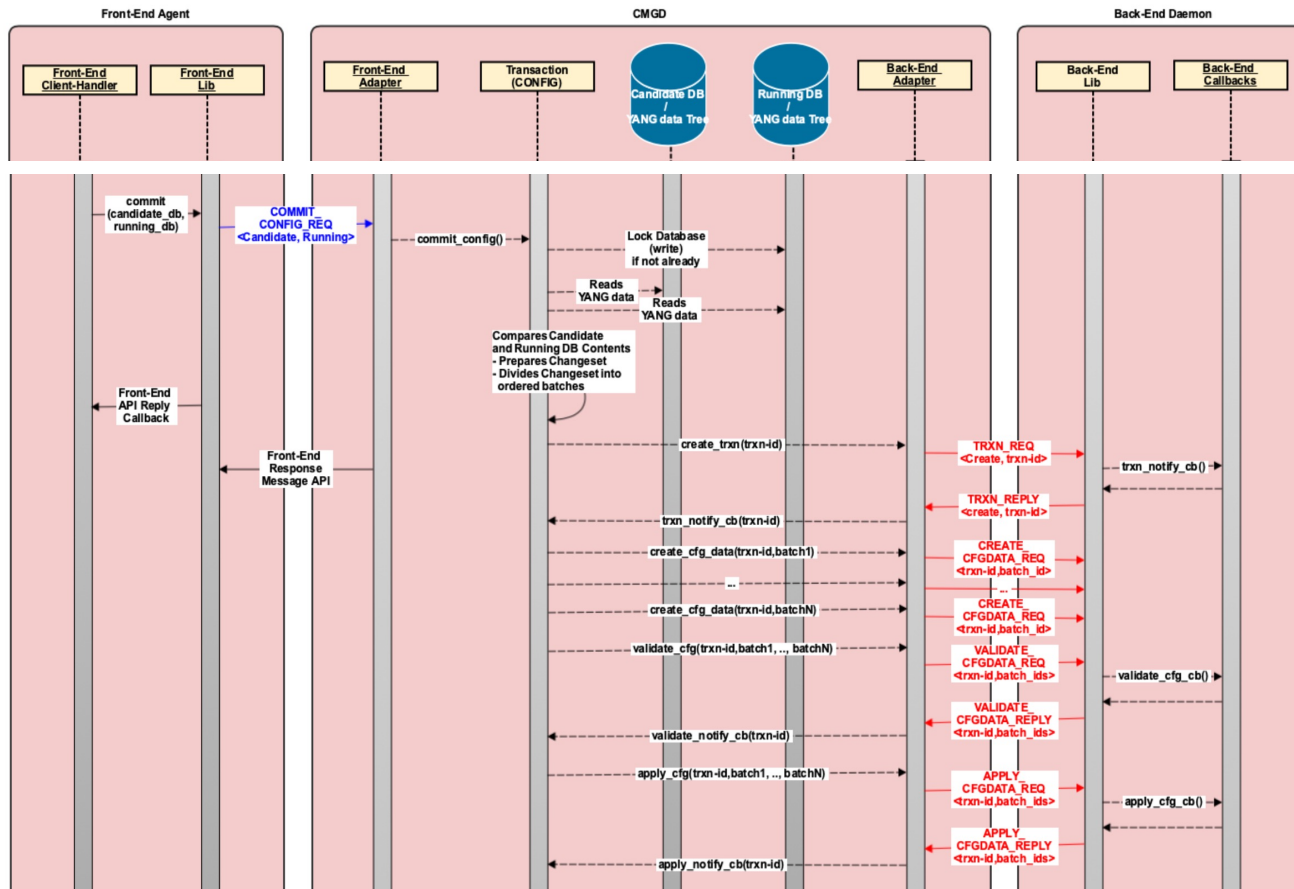 Front-End Agent
CMGD
Back-End Daemon
Front-End
Client-Handler
Front-End
Lib
Front-End
Adapter
Transaction
(CONFIG)
Candidate DB
/
YANG data Tree
Running DB
/
YANG data Tree
Back-End
Adapter
Back-End
Lib
Back-End
Callbacks
commit
(candidate_db,
running_db)
COMMIT_
CONFIG_REQ
<Candidate, Running>
commit_config()
Lock Database
(write)
if not already
Reads
YANG data
Reads
YANG data
Compares Candidate
and Running DB Contents
- Prepares Changeset
- Divides Changeset into
ordered batches
Front-End
API Reply
Callback
create_trxn(trxn-id)
TRXN_REQ
<Create, trxn-id>
Front-End
Response
Message API
trxn_notify_cb()
TRXN_REPLY
<create, trxn-id>
trxn_notify_cb(trxn-id)
create_cfg_data(trxn-id,batch1)
CREATE_
CFGDATA_REQ
<trxn-id,batch_id>
...
...
create_cfg_data(trxn-id,batchN)
CREATE_
CFGDATA_REQ
<trxn-id,batch_id>
validate_cfg(trxn-id,batch1, .., batchN)
VALIDATE_
CFGDATA_REQ
<trxn-id,batch_ids>
validate_cfg_cb()
VALIDATE_
CFGDATA_REPLY
<trxn-id,batch_ids>
validate_notify_cb(trxn-id)
apply_cfg(trxn-id,batch1, .., batchN)
APPLY_
CFGDATA_REQ
<trxn-id,batch_ids>
apply_cfg_cb()
APPLY_
CFGDATA_REPLY
<trxn-id,batch_ids>
apply_notify_cb(trxn-id)